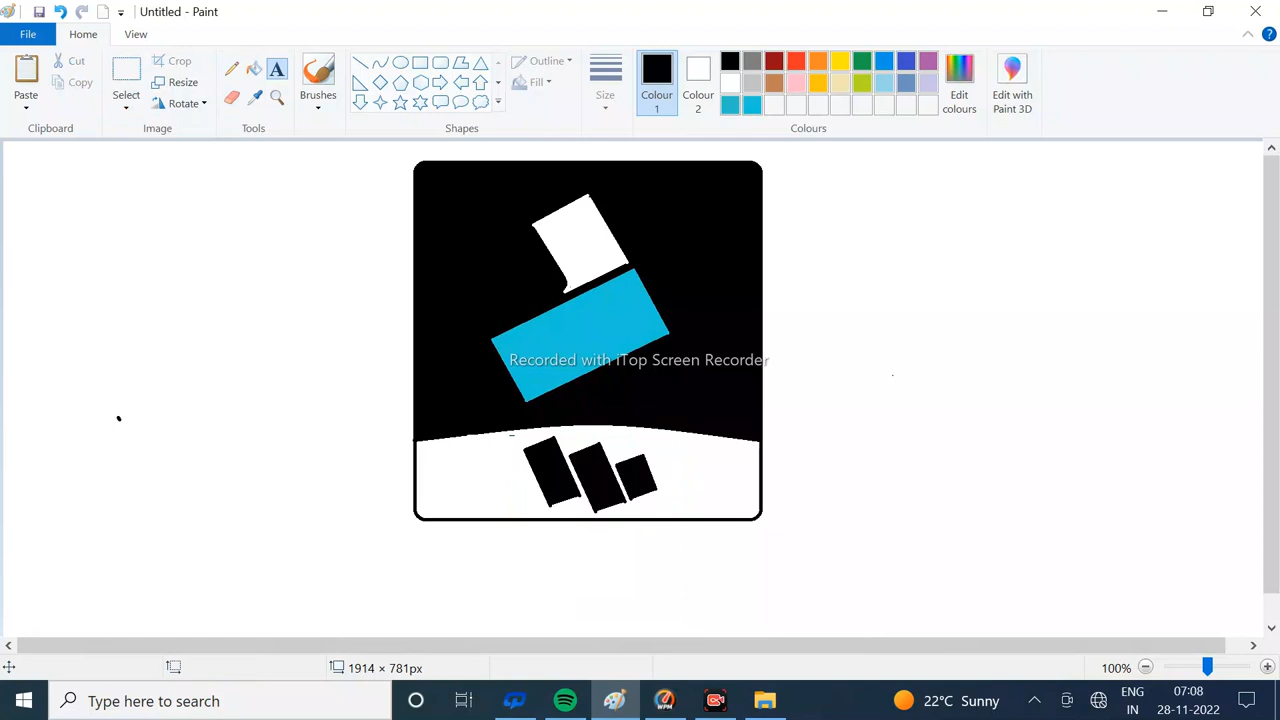 Untitled - Paint
File
Home
View
Paste
Cut
Copy
Clipboard
Select
Crop
Resize
Rotate
Image
A
Tools
Brushes
Shapes
Outline
Fill
Size
Colour
1
Colour
2
Edit
colours
Colours
Edit with
Paint 3D
Recorded with iTop Screen Recorder
1914 × 781px
100%
Type here to search
WPM
22°C Sunny
ENG
IN
07:08
28-11-2022